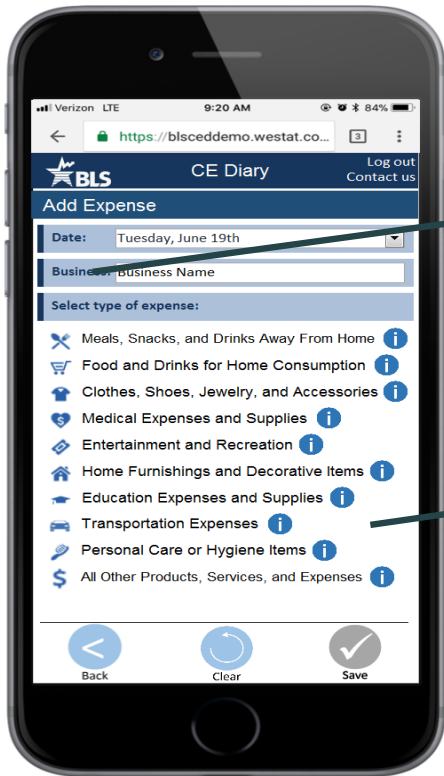 Verizon LTE 9:20 AM 84%
https://blsceddemo.westat.co... 3
BLS CE Diary Log out
Contact us
Add Expense
Date: Tuesday, June 19th
Business: Business Name
Select type of expense:
Meals, Snacks, and Drinks Away From Home i
Food and Drinks for Home Consumption i
Clothes, Shoes, Jewelry, and Accessories i
Medical Expenses and Supplies i
Entertainment and Recreation i
Home Furnishings and Decorative Items i
Education Expenses and Supplies i
Transportation Expenses i
Personal Care or Hygiene Items i
$ All Other Products, Services, and Expenses i
Back Clear Save